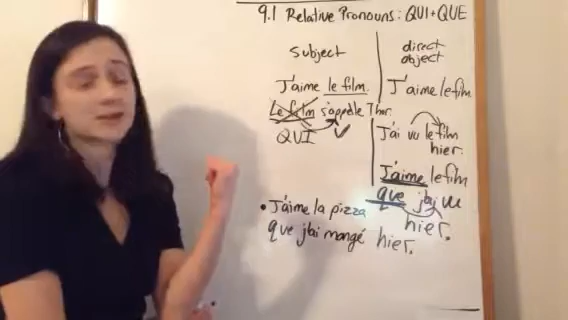 9.1 Relative Pronouns: QUI + QUE
subject
J'aime le film.
Le film s'appelle Thor.
QUI ✓
direct
object
J'aime le film
J'ai vu le film
hier.
J'aime le film
que j'ai vu
hier.
• J'aime la pizza
que j'ai mangé hier.